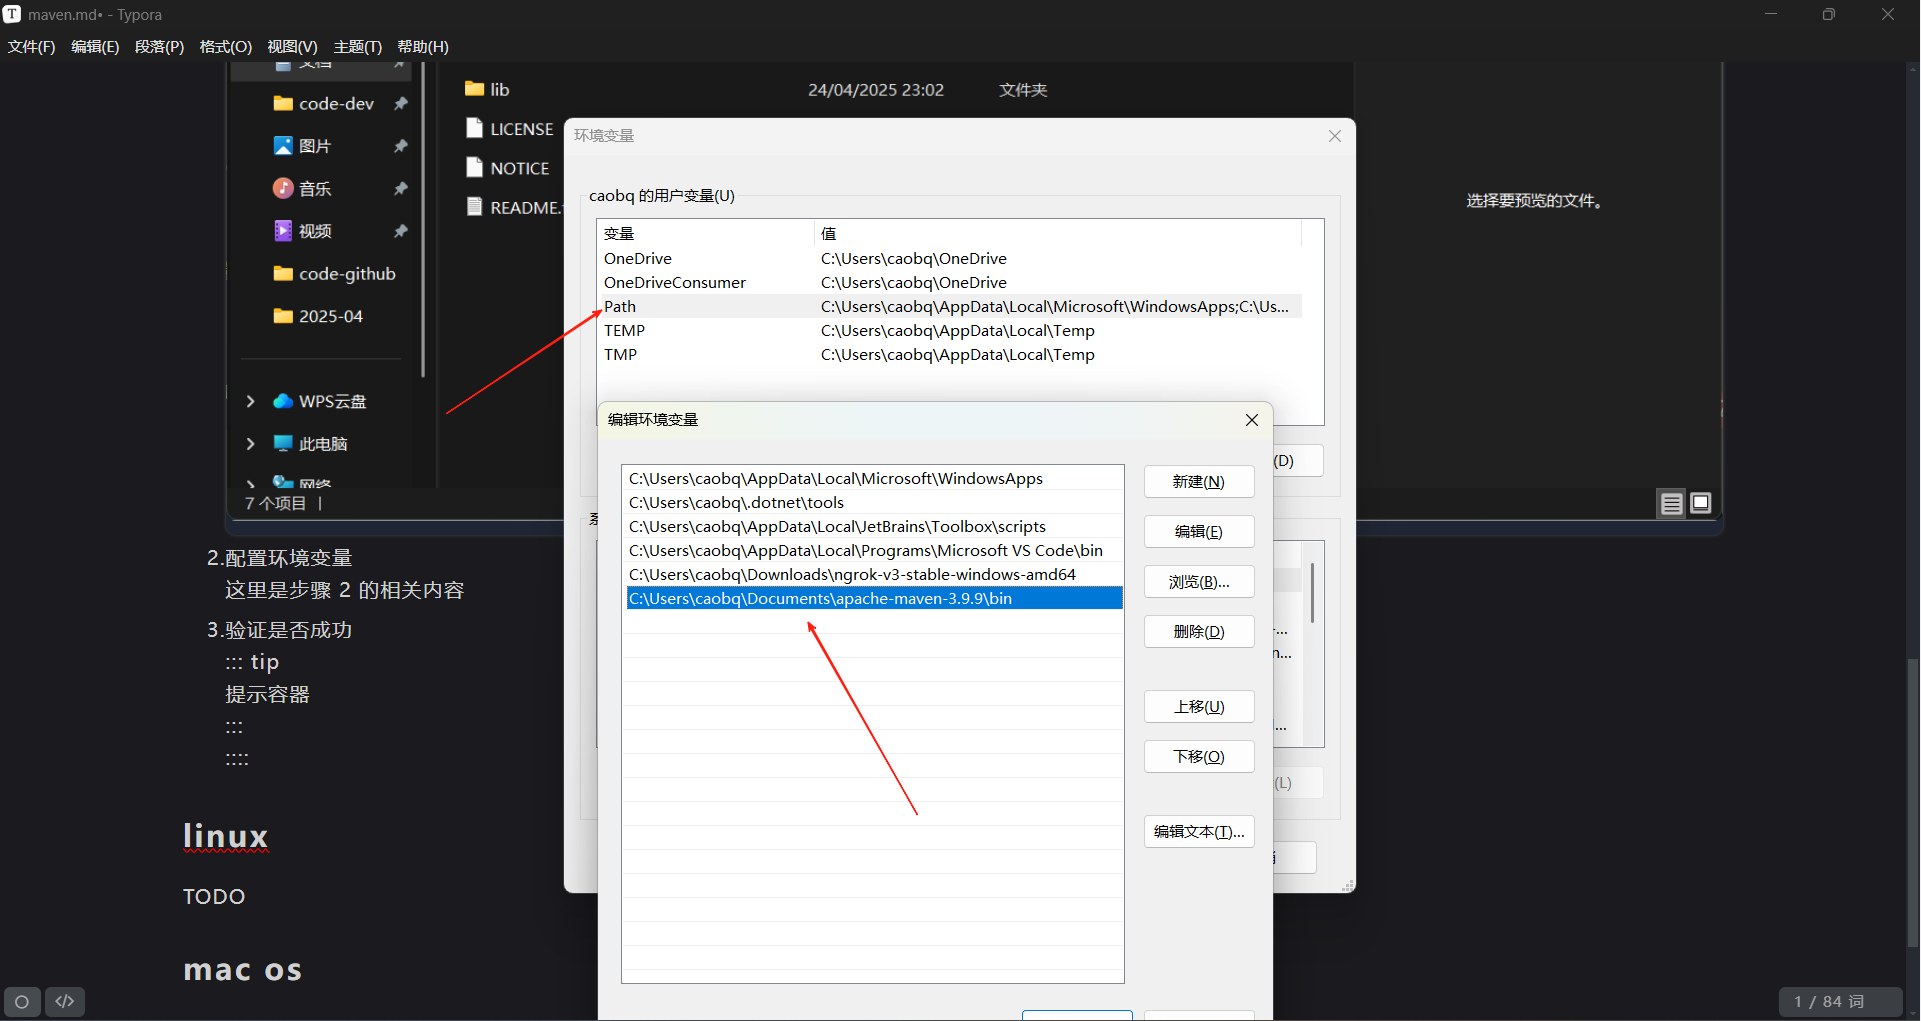 maven.md• - Typora
文件(F) 编辑(E) 段落(P) 格式(O) 视图(V) 主题(T) 帮助(H)
文档
code-dev
图片
音乐
视频
code-github
2025-04
WPS云盘
此电脑
网络
7 个项目
lib 24/04/2025 23:02 文件夹
LICENSE
NOTICE
README.
选择要预览的文件。
环境变量
caobq 的用户变量(U)
变量 值
OneDrive C:\Users\caobq\OneDrive
OneDriveConsumer C:\Users\caobq\OneDrive
Path C:\Users\caobq\AppData\Local\Microsoft\WindowsApps;C:\Us...
TEMP C:\Users\caobq\AppData\Local\Temp
TMP C:\Users\caobq\AppData\Local\Temp
(D)
编辑环境变量
C:\Users\caobq\AppData\Local\Microsoft\WindowsApps
C:\Users\caobq\.dotnet\tools
C:\Users\caobq\AppData\Local\JetBrains\Toolbox\scripts
C:\Users\caobq\AppData\Local\Programs\Microsoft VS Code\bin
C:\Users\caobq\Downloads\ngrok-v3-stable-windows-amd64
C:\Users\caobq\Documents\apache-maven-3.9.9\bin
新建(N)
编辑(E)
浏览(B)...
删除(D)
上移(U)
下移(O)
编辑文本(T)...
n...
(L)
2.配置环境变量
这里是步骤 2 的相关内容
3.验证是否成功
::: tip
提示容器
:::
::::
linux
TODO
mac os
</> 
1 / 84 词